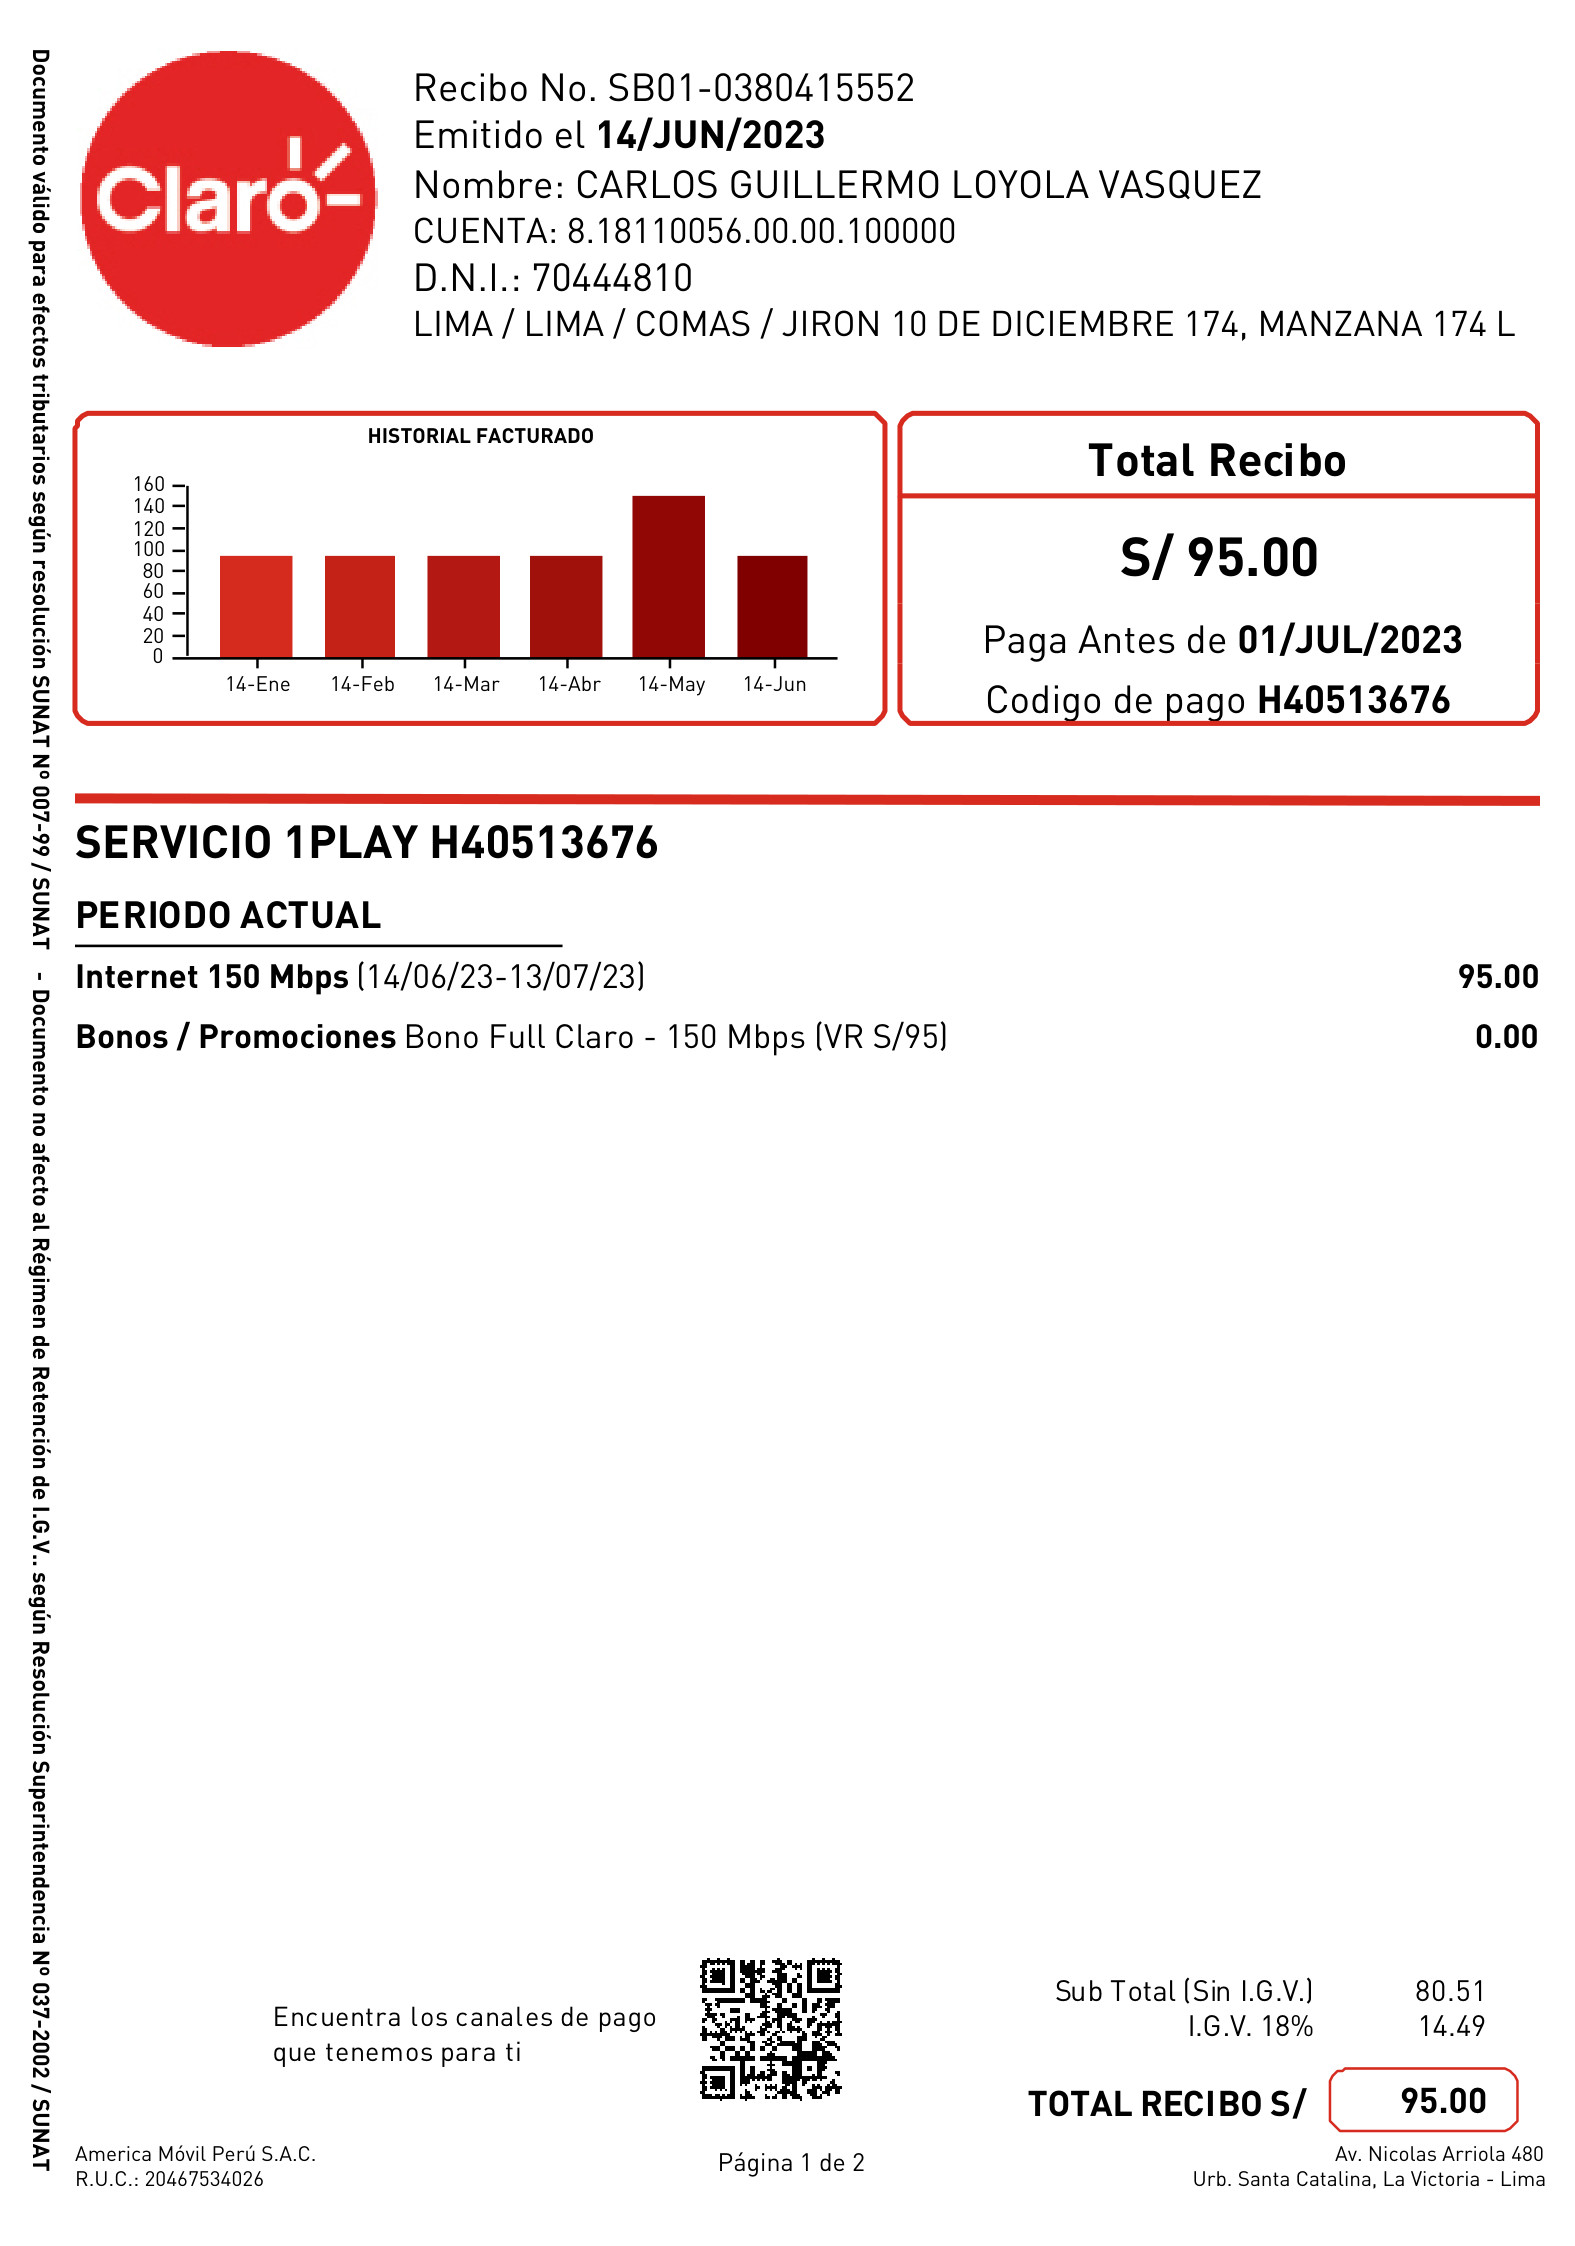 Documento válido para efectos tributarios según resolución SUNAT Nº 007-99 / SUNAT - Documento no afecto al Régimen de Retención de I.G.V.. según Resolución Superintendencia Nº 037-2002 / SUNAT
Claro
Recibo No. SB01-0380415552
Emitido el 14/JUN/2023
Nombre: CARLOS GUILLERMO LOYOLA VASQUEZ
CUENTA: 8.18110056.00.00.100000
D.N.I.: 70444810
LIMA / LIMA / COMAS / JIRON 10 DE DICIEMBRE 174, MANZANA 174 L
HISTORIAL FACTURADO
160
140
120
100
80
60
40
20
0
14-Ene 14-Feb 14-Mar 14-Abr 14-May 14-Jun
Total Recibo
S/ 95.00
Paga Antes de 01/JUL/2023
Codigo de pago H40513676
SERVICIO 1PLAY H40513676
PERIODO ACTUAL
Internet 150 Mbps (14/06/23-13/07/23) 95.00
Bonos / Promociones Bono Full Claro - 150 Mbps (VR S/95) 0.00
Encuentra los canales de pago
que tenemos para ti
Sub Total (Sin I.G.V.) 80.51
I.G.V. 18% 14.49
TOTAL RECIBO S/ 95.00
America Móvil Perú S.A.C.
R.U.C.: 20467534026
Página 1 de 2
Av. Nicolas Arriola 480
Urb. Santa Catalina, La Victoria - Lima